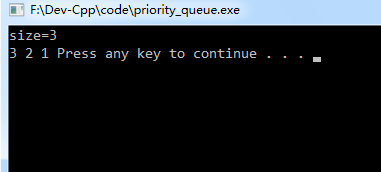 F:\Dev-Cpp\code\priority_queue.exe
size=3
3 2 1 Press any key to continue . . .